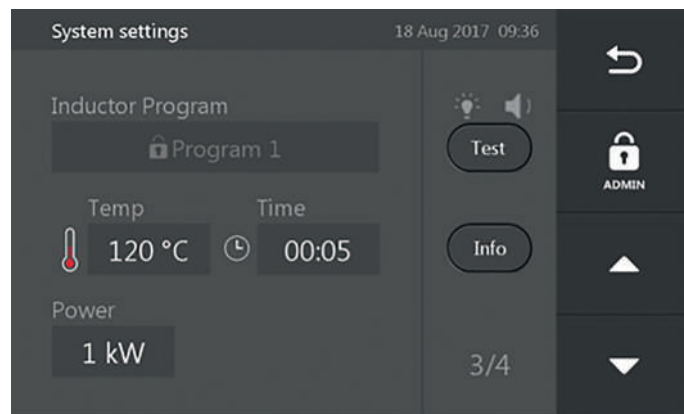 System settings
18 Aug 2017 09:36
Inductor Program
Program 1
Test
ADMIN
Temp
Time
120 °C
00:05
Info
Power
1 kW
3/4